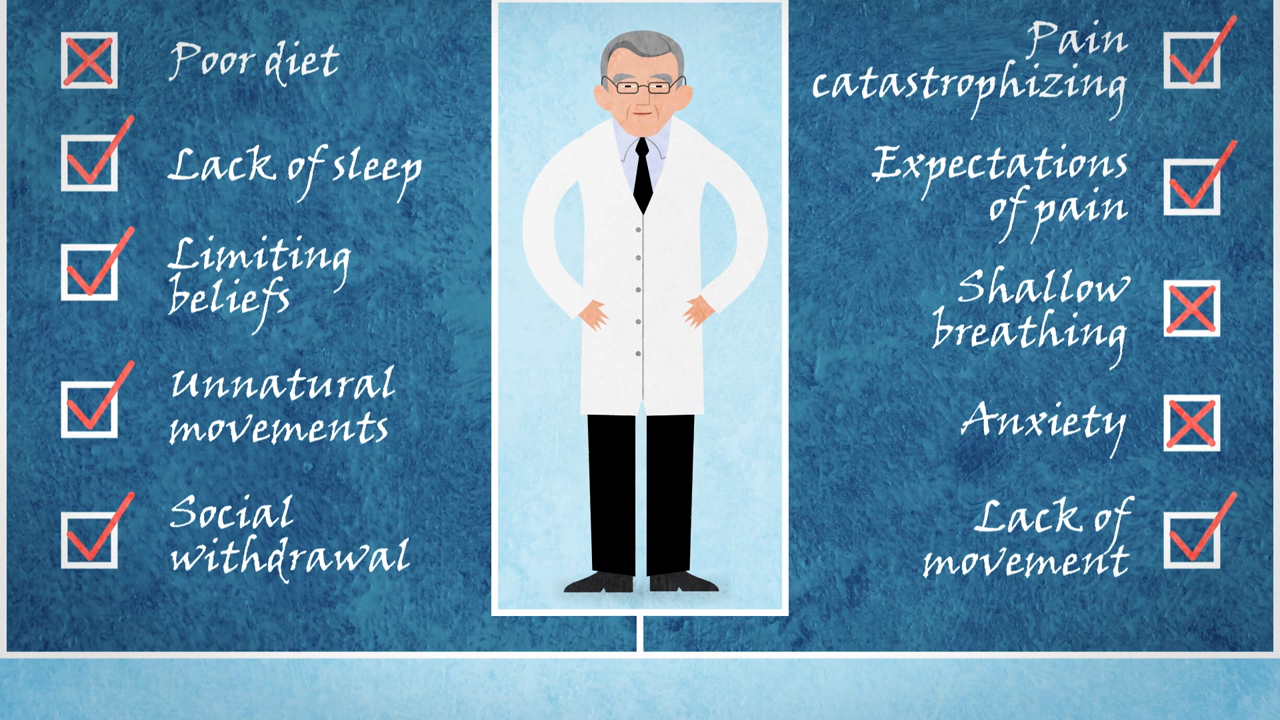 Poor diet
Lack of sleep
Limiting
beliefs
Unnatural
movements
Social
withdrawal
Pain
catastrophizing
Expectations
of pain
Shallow
breathing
Anxiety
Lack of
movement